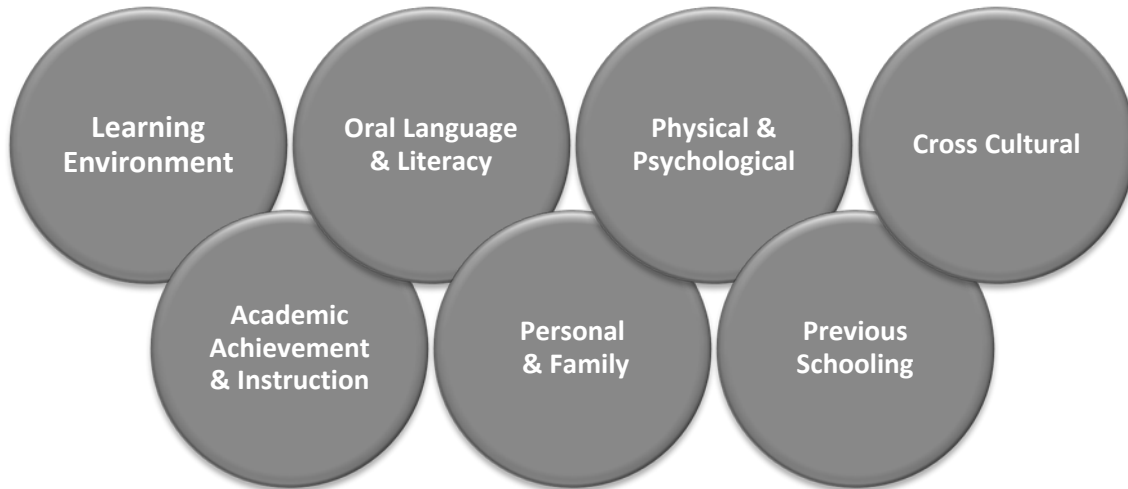 Learning
Environment
Oral Language
& Literacy
Physical &
Psychological
Cross Cultural
Academic
Achievement
& Instruction
Personal
& Family
Previous
Schooling